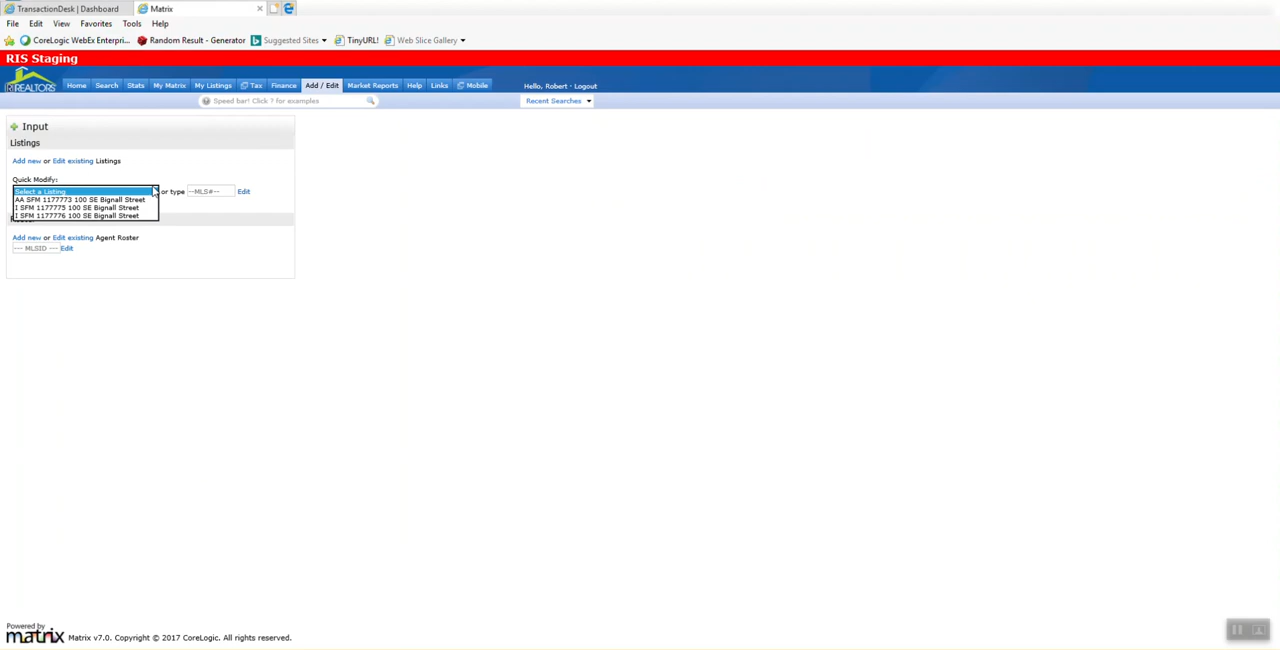 TransactionDesk | Dashboard
Matrix
File Edit View Favorites Tools Help
CoreLogic WebEx Enterpri... Random Result - Generator Suggested Sites TinyURL! Web Slice Gallery
RIS Staging
REALTORS Home Search Stats My Matrix My Listings Tax Finance Add / Edit Market Reports Help Links Mobile Hello, Robert - Logout
Speed bar! Click ? for examples Recent Searches
Input
Listings
Add new or Edit existing Listings
Quick Modify:
Select a Listing or type --MLS#-- Edit
AA SFM 1177773 100 SE Bignall Street
I SFM 1177775 100 SE Bignall Street
I SFM 1177776 100 SE Bignall Street
Add new or Edit existing Agent Roster
--- MLSID --- Edit
Powered by
matrix Matrix v7.0. Copyright © 2017 CoreLogic. All rights reserved.